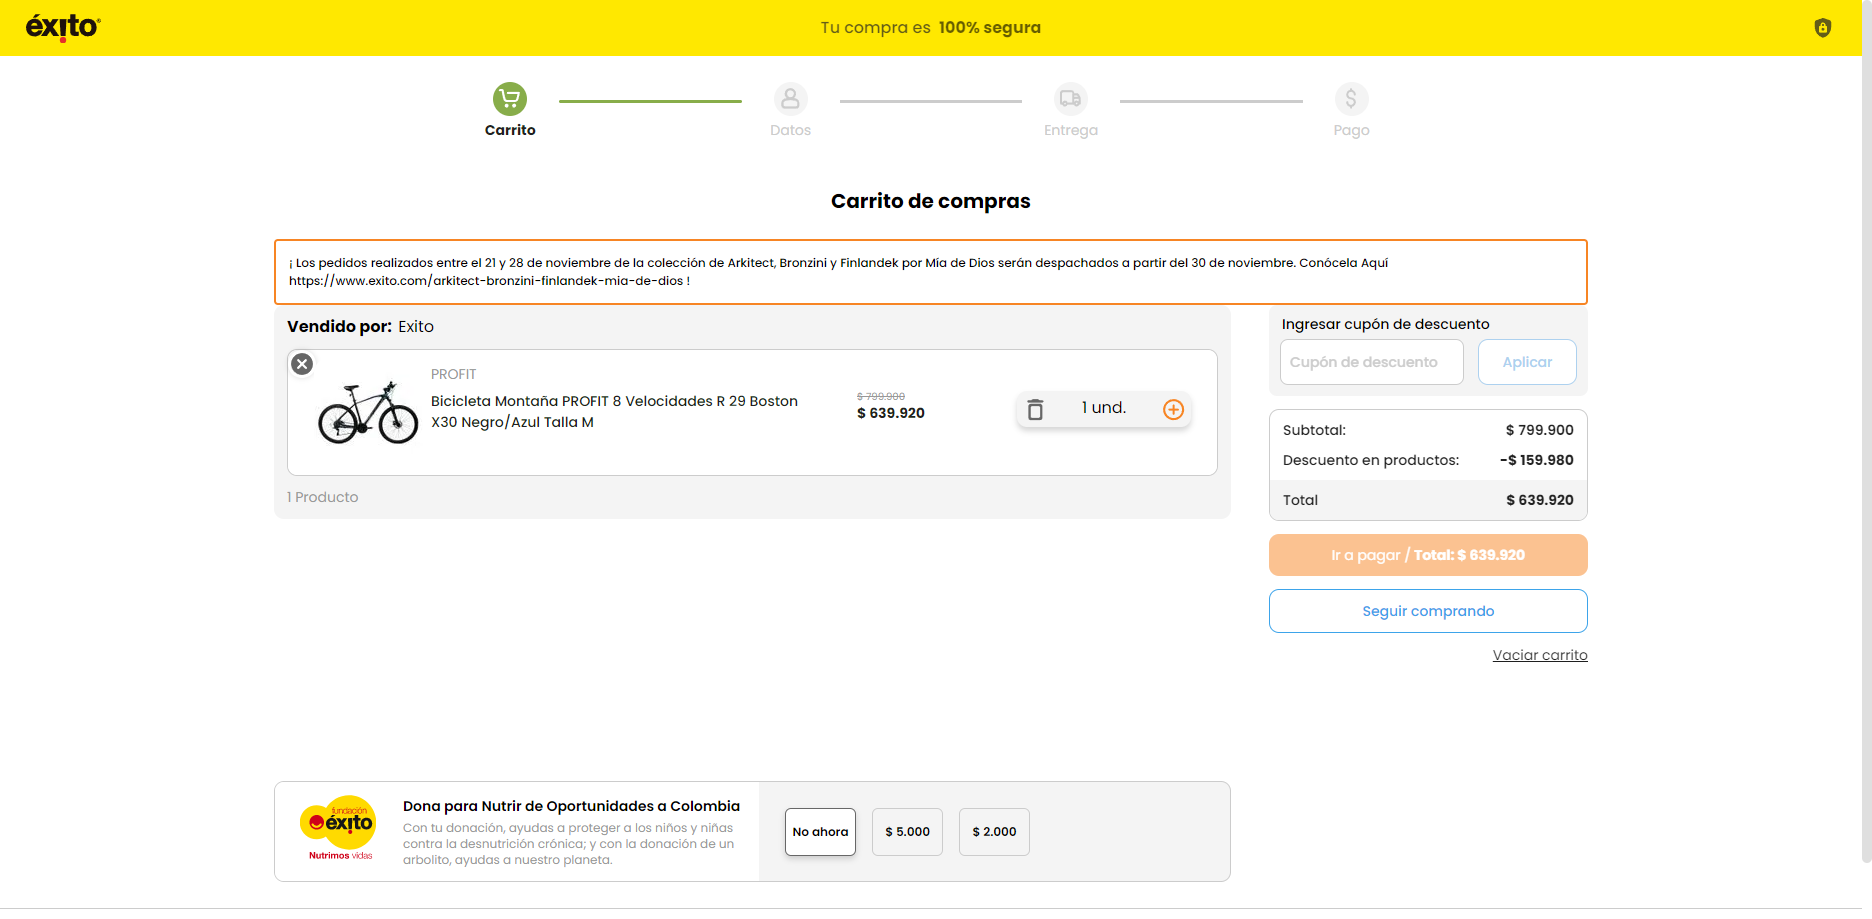 éxito
Tu compra es 100% segura
Carrito
Datos
Entrega
Pago
Carrito de compras
¡ Los pedidos realizados entre el 21 y 28 de noviembre de la colección de Arkitect, Bronzini y Finlandek por Mía de Dios serán despachados a partir del 30 de noviembre. Conócela Aquí
https://www.exito.com/arkitect-bronzini-finlandek-mia-de-dios !
Vendido por: Exito
PROFIT
Bicicleta Montaña PROFIT 8 Velocidades R 29 Boston
X30 Negro/Azul Talla M
$ 799.900
$ 639.920
1 und.
1 Producto
Ingresar cupón de descuento
Cupón de descuento
Aplicar
Subtotal: $ 799.900
Descuento en productos: -$ 159.980
Total $ 639.920
Ir a pagar / Total: $ 639.920
Seguir comprando
Vaciar carrito
fundación
éxito
Nutrimos vidas
Dona para Nutrir de Oportunidades a Colombia
Con tu donación, ayudas a proteger a los niños y niñas
contra la desnutrición crónica; y con la donación de un
arbolito, ayudas a nuestro planeta.
No ahora
$ 5.000
$ 2.000